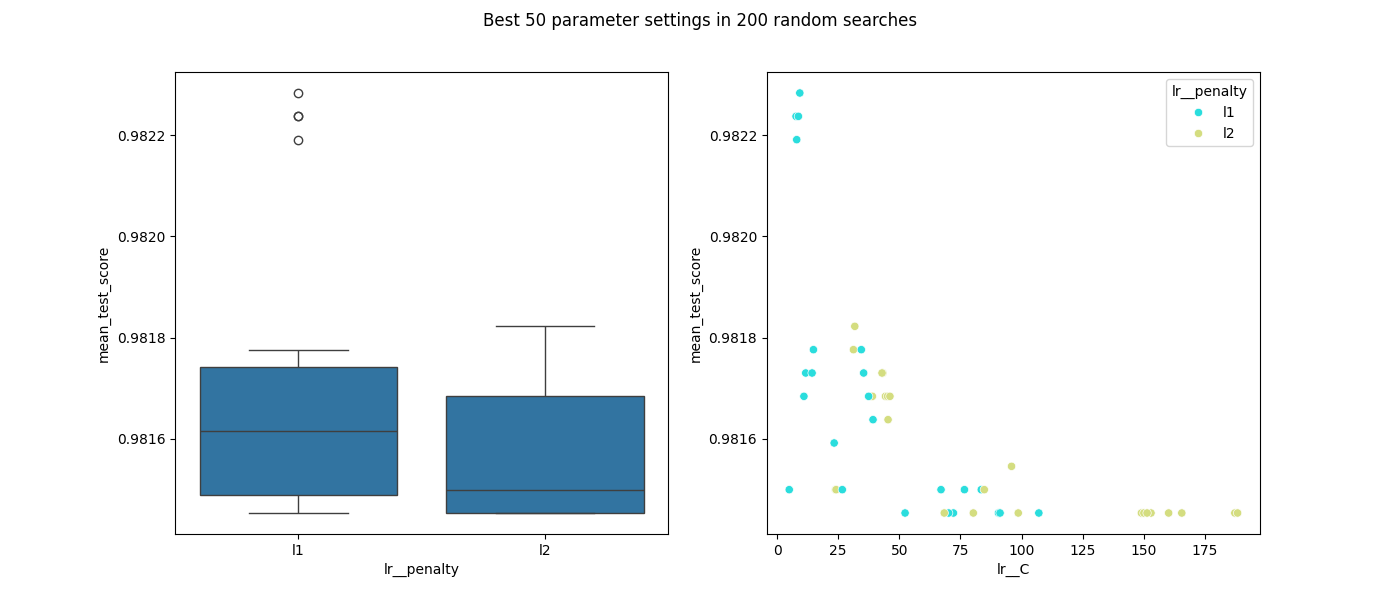 Best 50 parameter settings in 200 random searches
mean_test_score
0.9822
0.9820
0.9818
0.9816
l1
l2
lr__penalty
mean_test_score
0.9822
0.9820
0.9818
0.9816
0
25
50
75
100
125
150
175
lr__C
lr__penalty
l1
l2